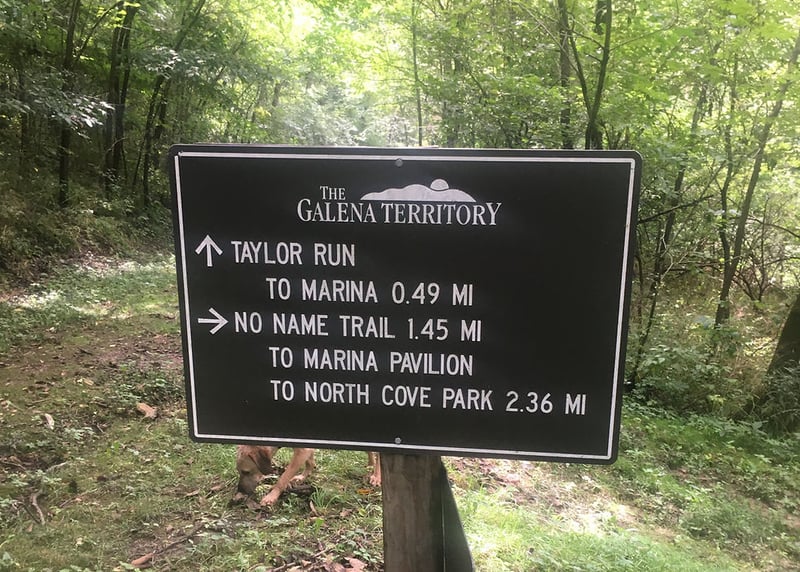 THE
GALENA TERRITORY
↑ TAYLOR RUN
TO MARINA 0.49 MI
→ NO NAME TRAIL 1.45 MI
TO MARINA PAVILION
TO NORTH COVE PARK 2.36 MI